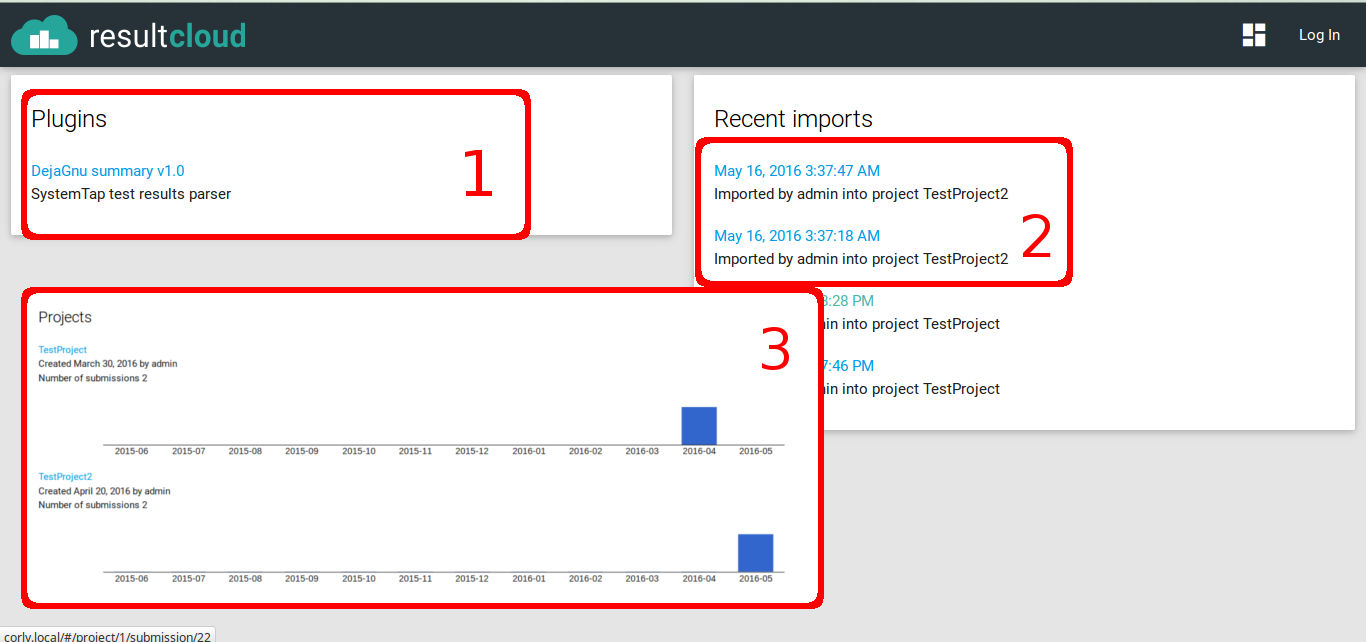 resultcloud
Log In
Plugins
DejaGnu summary v1.0
SystemTap test results parser
1
Recent imports
May 16, 2016 3:37:47 AM
Imported by admin into project TestProject2
May 16, 2016 3:37:18 AM
Imported by admin into project TestProject2
2
:28 PM
in into project TestProject
:46 PM
in into project TestProject
Projects
3
TestProject
Created March 30, 2016 by admin
Number of submissions 2
2015-06 2015-07 2015-08 2015-09 2015-10 2015-11 2015-12 2016-01 2016-02 2016-03 2016-04 2016-05
TestProject2
Created April 20, 2016 by admin
Number of submissions 2
2015-06 2015-07 2015-08 2015-09 2015-10 2015-11 2015-12 2016-01 2016-02 2016-03 2016-04 2016-05
corly.local/#/project/1/submission/22